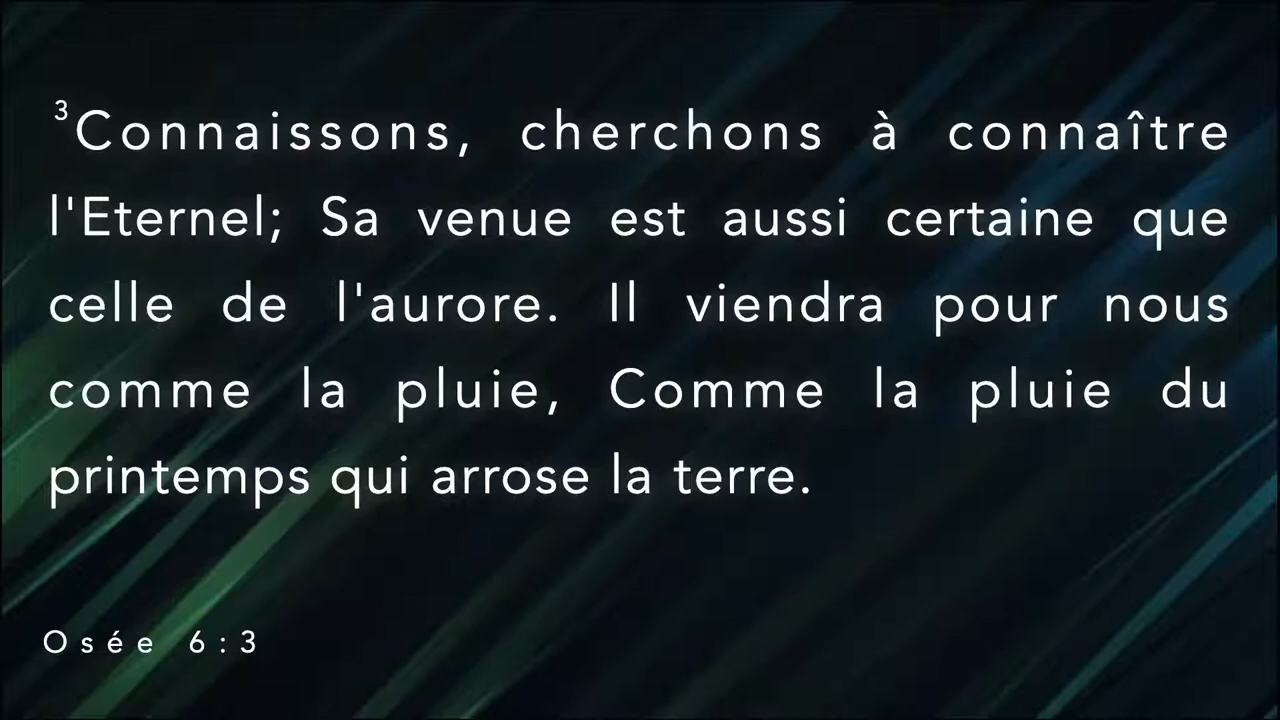 3Connaissons, cherchons à connaître
l'Eternel; Sa venue est aussi certaine que
celle de l'aurore. Il viendra pour nous
comme la pluie, Comme la pluie du
printemps qui arrose la terre.
Osée 6:3